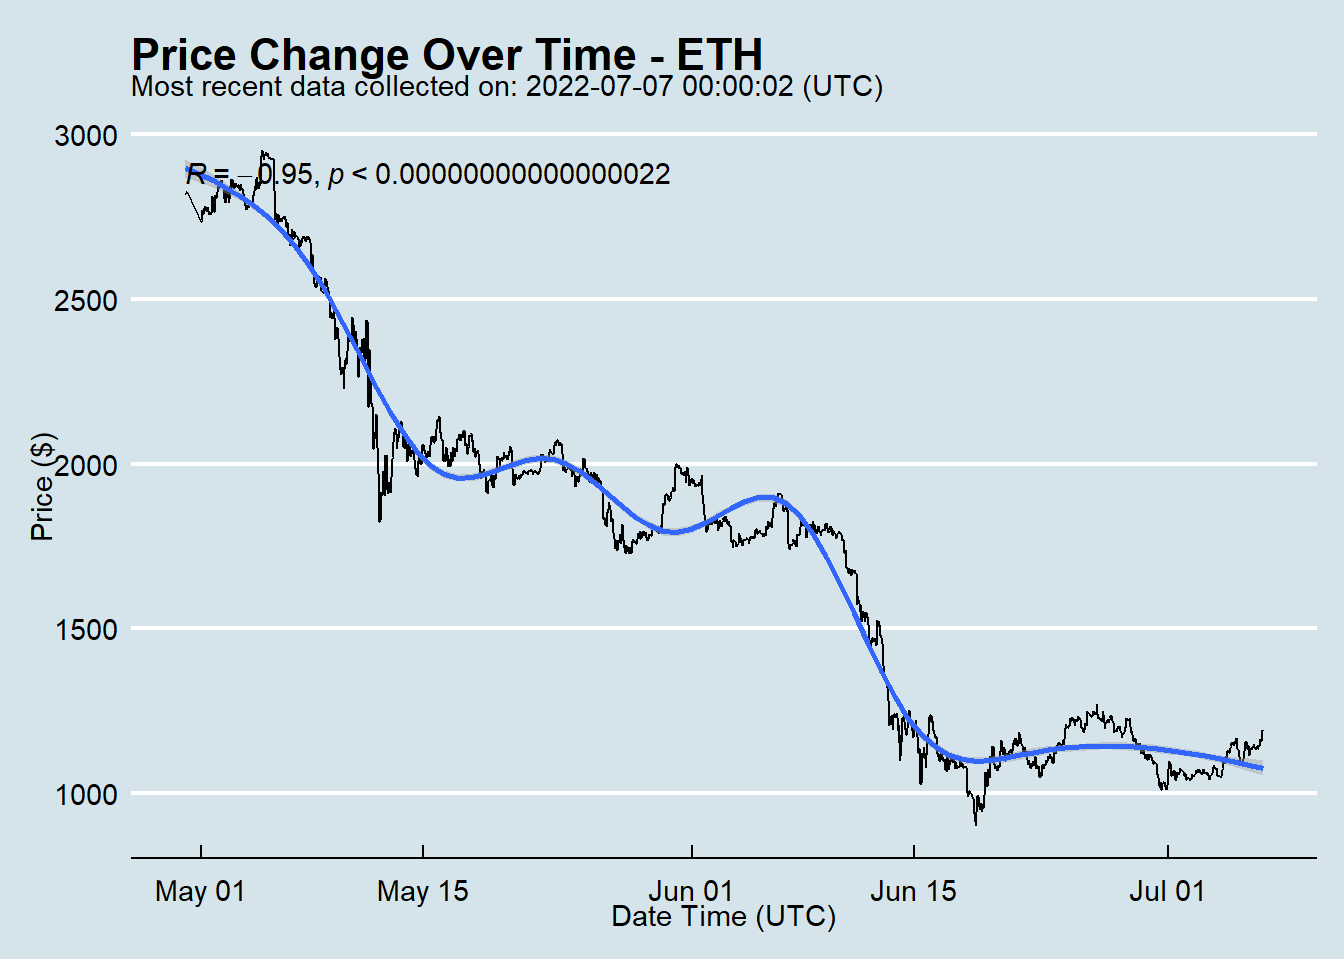 Price Change Over Time - ETH
Most recent data collected on: 2022-07-07 00:00:02 (UTC)
3000
R = −0.95, p < 0.00000000000000022
2500
2000
1500
1000
Price ($)
May 01 May 15 Jun 01 Jun 15 Jul 01
Date Time (UTC)